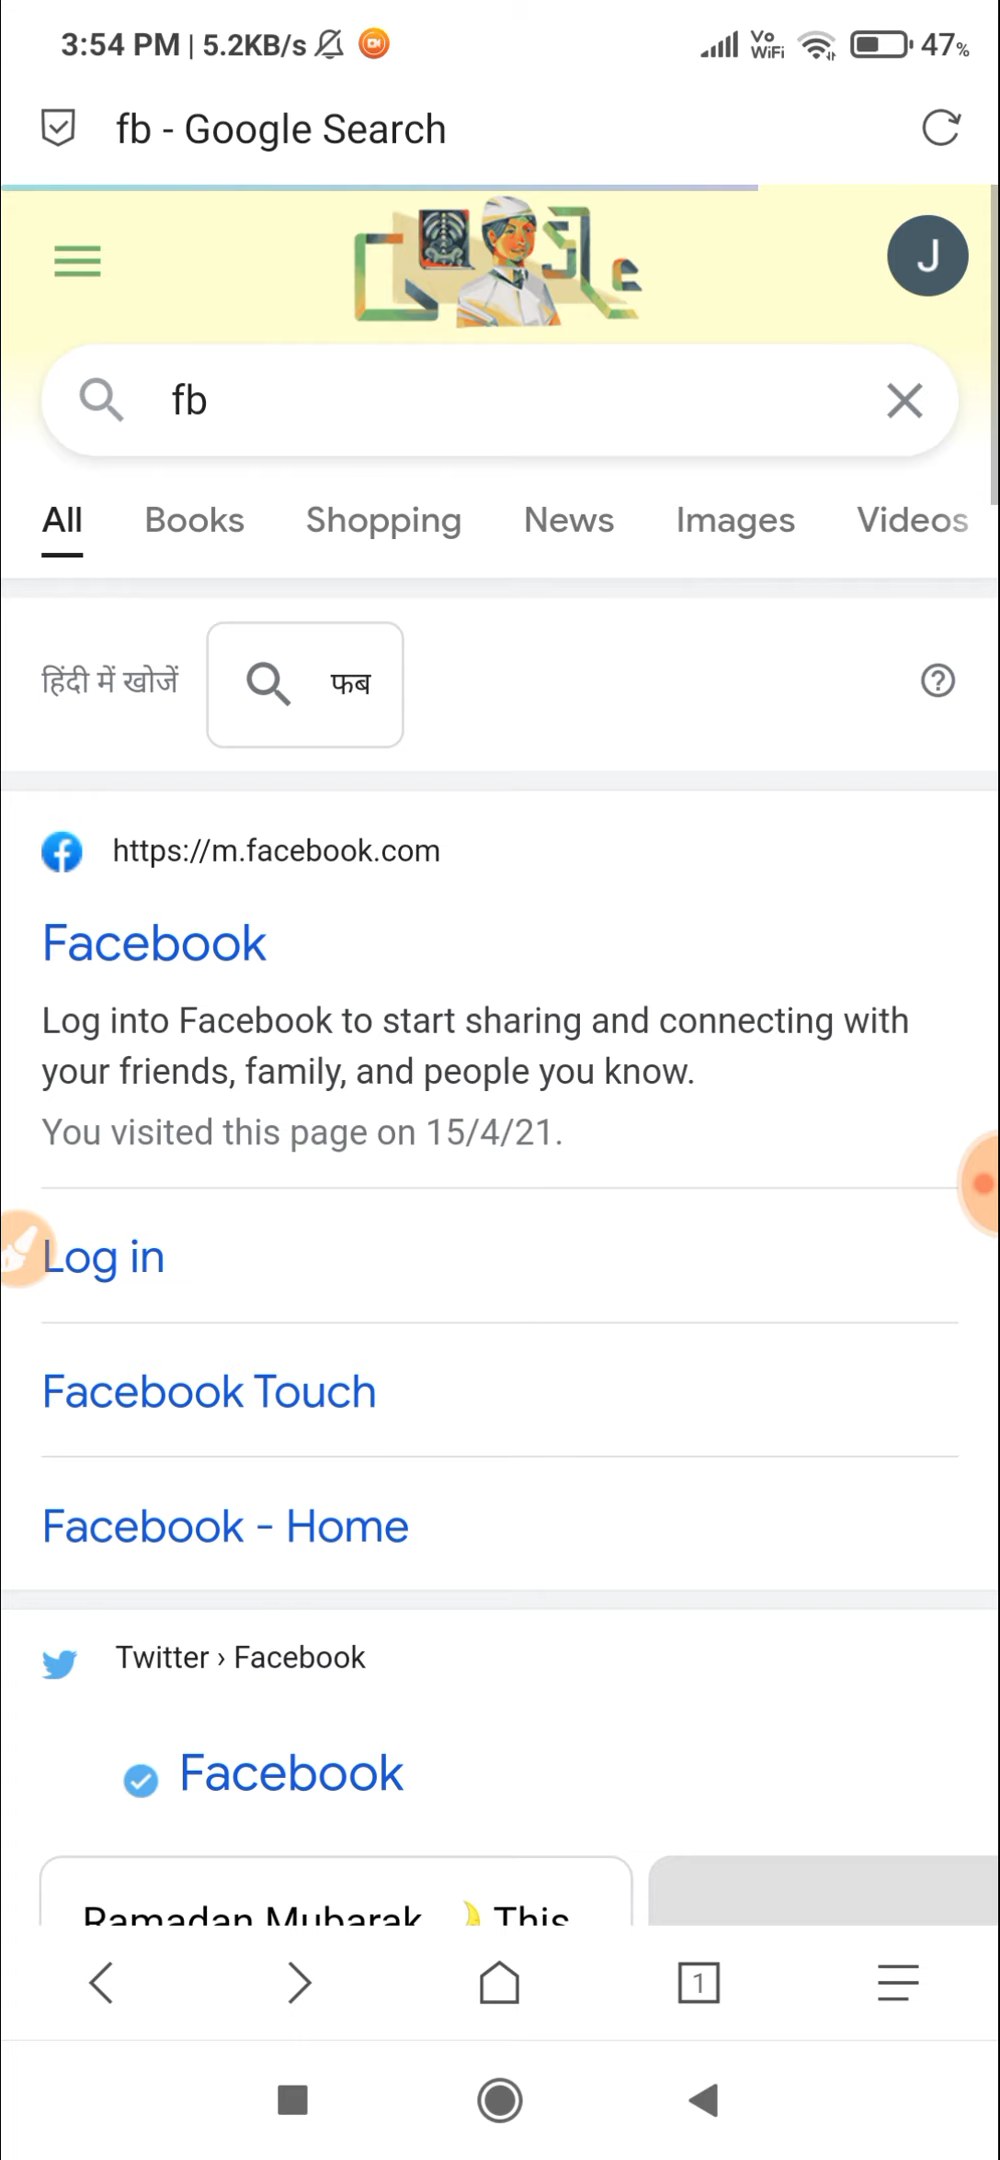 3:54 PM | 5.2KB/s Vo WiFi 47%
fb - Google Search
J
fb
All Books Shopping News Images Videos
हिंदी में खोजें फब
https://m.facebook.com
Facebook
Log into Facebook to start sharing and connecting with
your friends, family, and people you know.
You visited this page on 15/4/21.
Log in
Facebook Touch
Facebook - Home
Twitter › Facebook
Facebook
Ramadan Mubarak 🌙 This
1